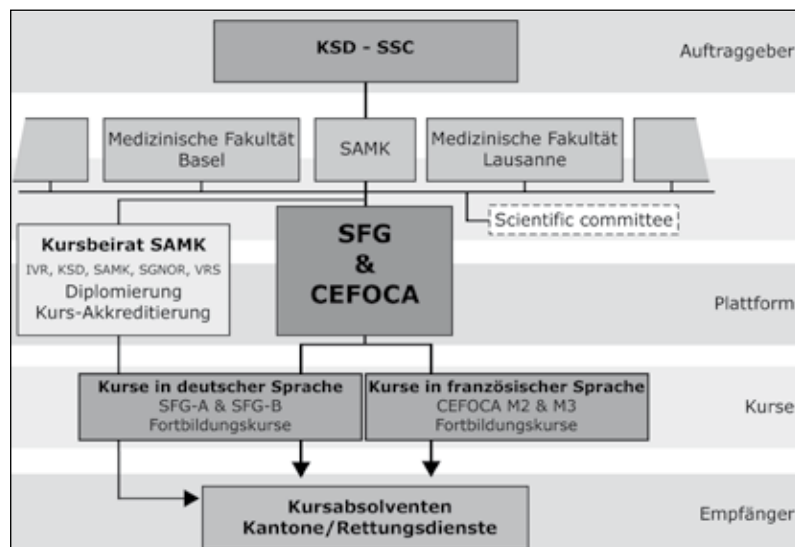 KSD - SSC
Auftraggeber
Medizinische Fakultät
Basel
SAMK
Medizinische Fakultät
Lausanne
Scientific committee
Kursbeirat SAMK
IVR, KSD, SAMK, SGNOR, VRS
Diplomierung
Kurs-Akkreditierung
SFG
&
CEFOCA
Plattform
Kurse in deutscher Sprache
SFG-A & SFG-B
Fortbildungskurse
Kurse in französischer Sprache
CEFOCA M2 & M3
Fortbildungskurse
Kurse
Kursabsolventen
Kantone/Rettungsdienste
Empfänger